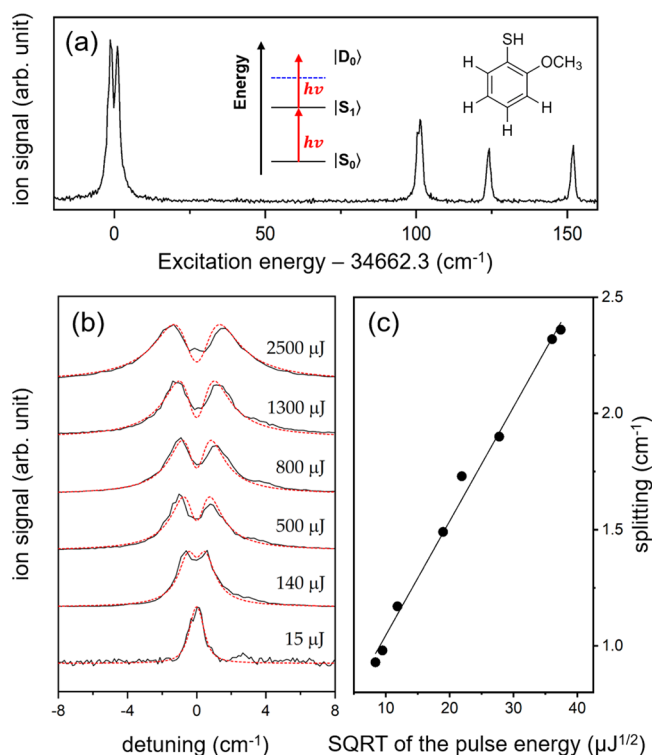 (a)
ion signal (arb. unit)
Energy
|D₀⟩
hν
|S₁⟩
hν
|S₀⟩
SH
OCH₃
H
H
H
H
0
50
100
150
Excitation energy – 34662.3 (cm⁻¹)
(b)
ion signal (arb. unit)
2500 µJ
1300 µJ
800 µJ
500 µJ
140 µJ
15 µJ
-8
-4
0
4
8
detuning (cm⁻¹)
(c)
2.5
2.0
1.5
1.0
splitting (cm⁻¹)
10
20
30
40
SQRT of the pulse energy (µJ¹ᐟ²)